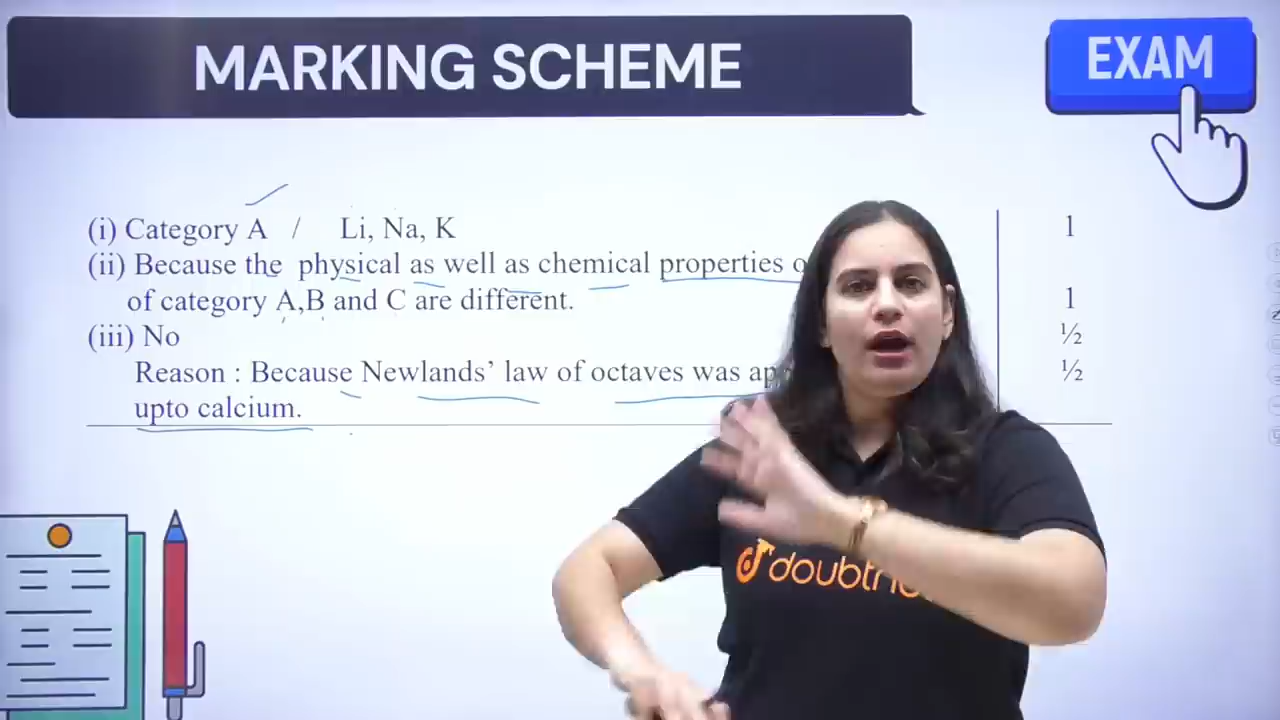 MARKING SCHEME
EXAM
(i) Category A / Li, Na, K 1
(ii) Because the physical as well as chemical properties
of category A,B and C are different. 1
(iii) No ½
Reason : Because Newlands' law of octaves was ½
upto calcium.